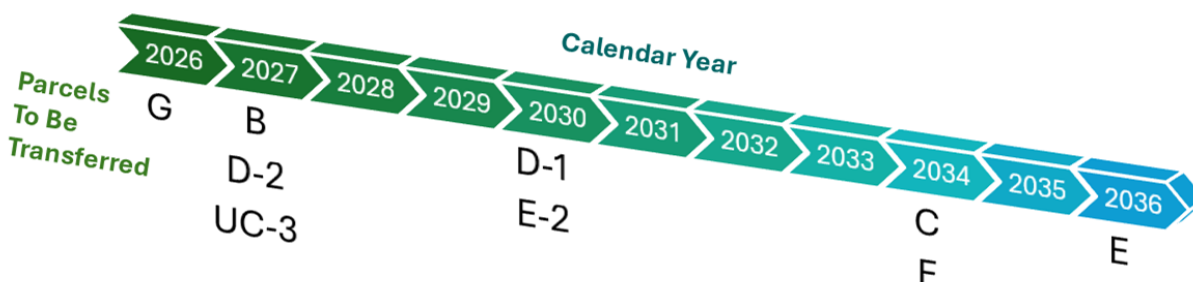 Calendar Year
2026 2027 2028 2029 2030 2031 2032 2033 2034 2035 2036
Parcels
To Be
Transferred
G
B
D-2
UC-3
D-1
E-2
C
F
E